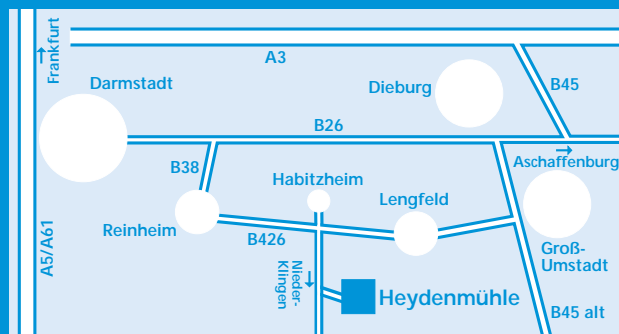 Frankfurt
A3
Darmstadt
Dieburg
B45
B26
Aschaffenburg
B38
Habitzheim
Lengfeld
Reinheim
B426
Groß-
Umstadt
A5/A61
Nieder-
Klingen
Heydenmühle
B45 alt